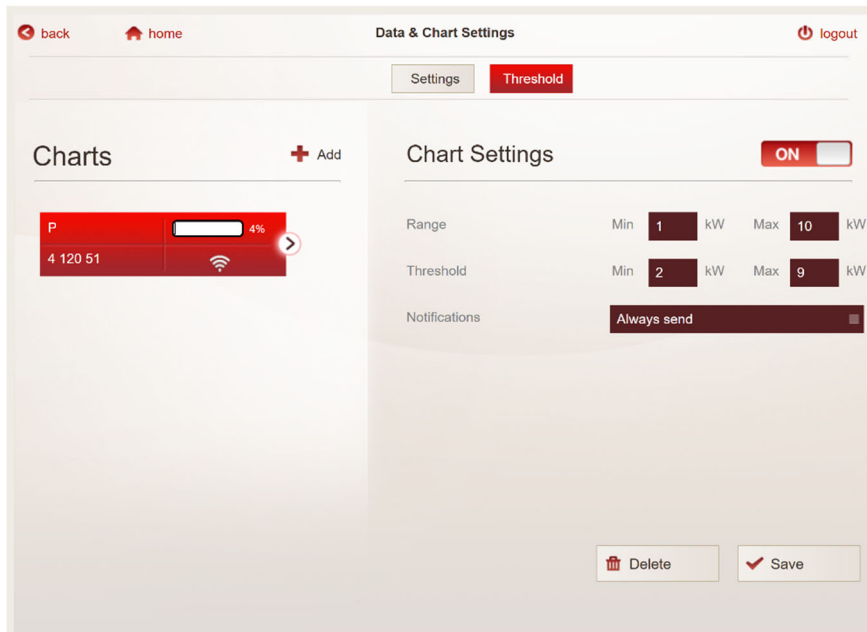 back home Data & Chart Settings logout
Settings Threshold
Charts Add
P 4%
4 120 51
Chart Settings ON
Range Min 1 kW Max 10 kW
Threshold Min 2 kW Max 9 kW
Notifications Always send
Delete Save